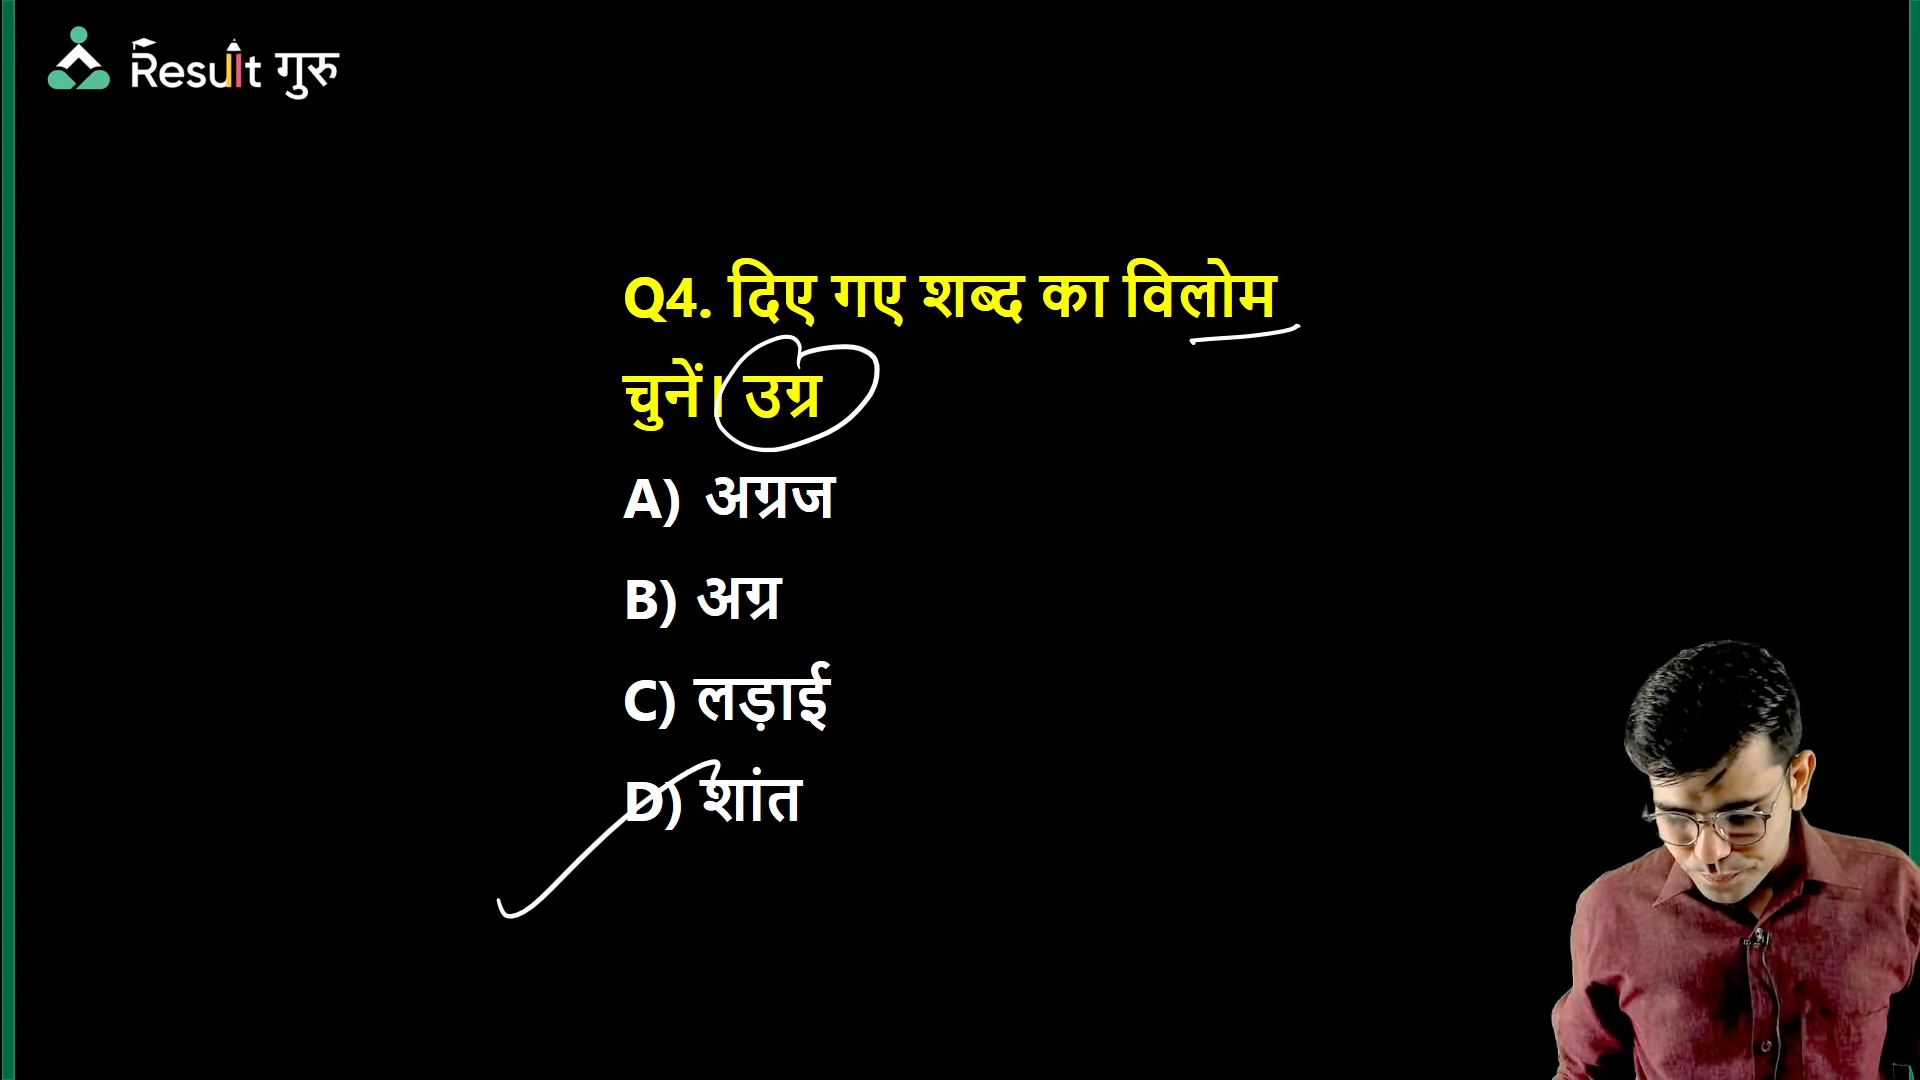 Result गुरु
Q4. दिए गए शब्द का विलोम
चुनें। उग्र
A) अग्रज
B) अग्र
C) लड़ाई
D) शांत